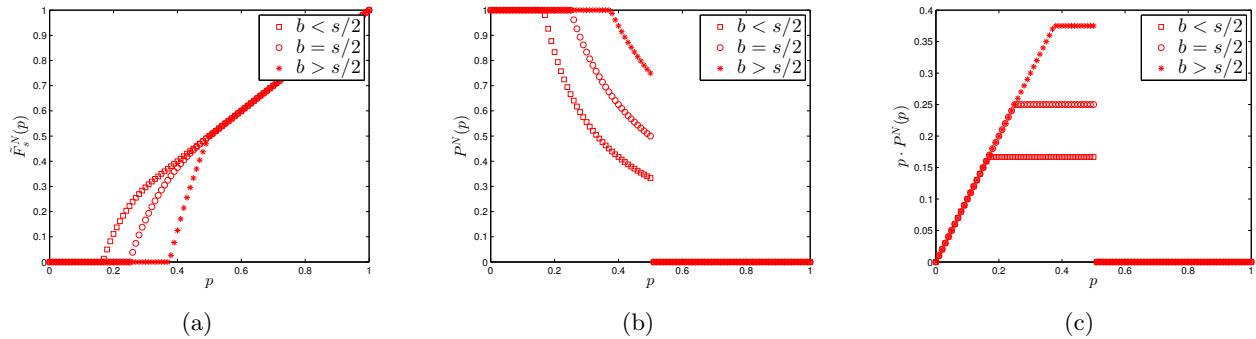 1
0.9
0.8
0.7
0.6
0.5
0.4
0.3
0.2
0.1
0
0 0.2 0.4 0.6 0.8 1
F̃ₛᴺ(p)
p
b < s/2
b = s/2
b > s/2
(a)
1
0.9
0.8
0.7
0.6
0.5
0.4
0.3
0.2
0.1
0
0 0.2 0.4 0.6 0.8 1
Pᴺ(p)
p
b < s/2
b = s/2
b > s/2
(b)
0.4
0.35
0.3
0.25
0.2
0.15
0.1
0.05
0
0 0.2 0.4 0.6 0.8 1
p · Pᴺ(p)
p
b < s/2
b = s/2
b > s/2
(c)